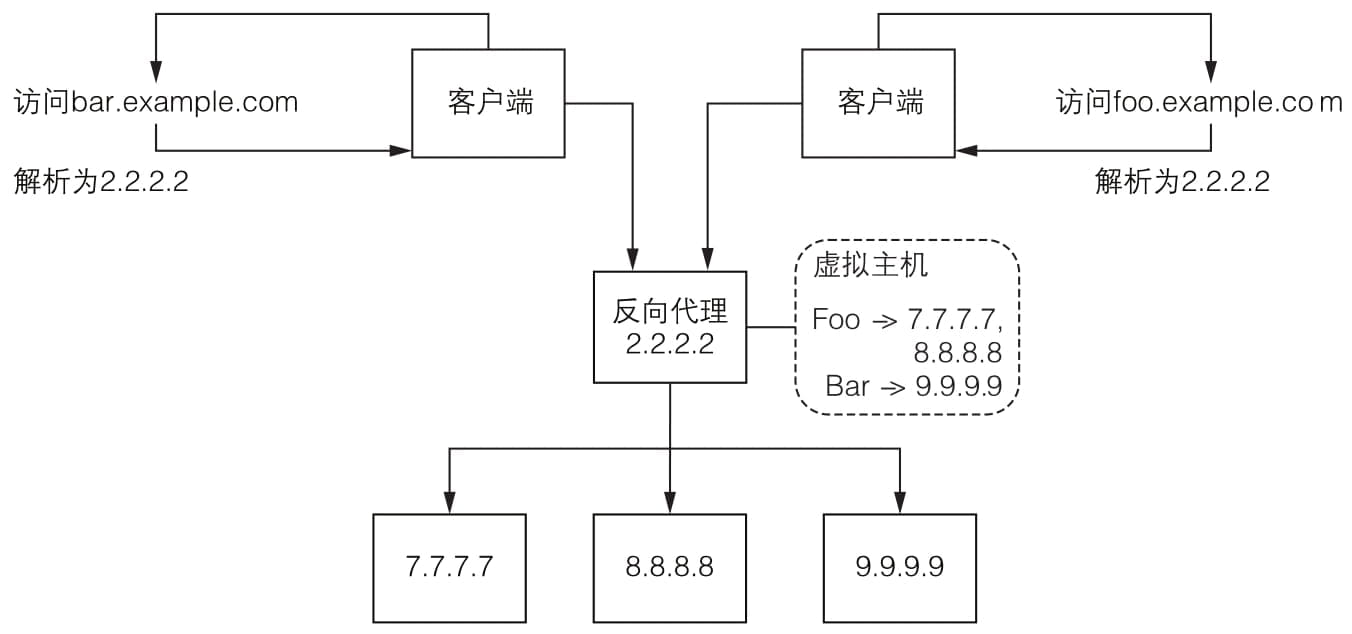 访问bar.example.com
客户端
客户端
访问foo.example.co m
解析为2.2.2.2
解析为2.2.2.2
虚拟主机
反向代理
2.2.2.2
Foo -> 7.7.7.7,
8.8.8.8
Bar -> 9.9.9.9
7.7.7.7
8.8.8.8
9.9.9.9